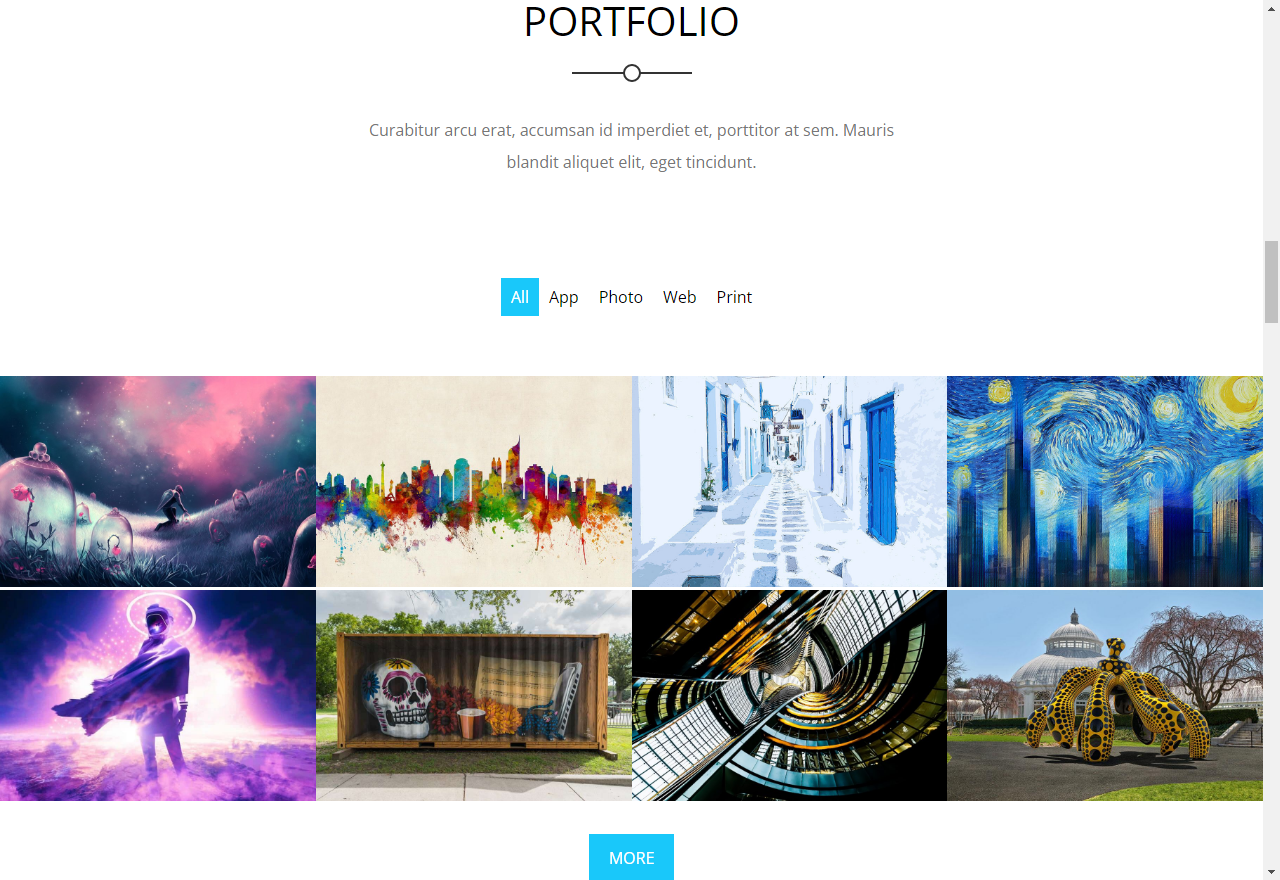 PORTFOLIO
Curabitur arcu erat, accumsan id imperdiet et, porttitor at sem. Mauris
blandit aliquet elit, eget tincidunt.
All App Photo Web Print
MORE